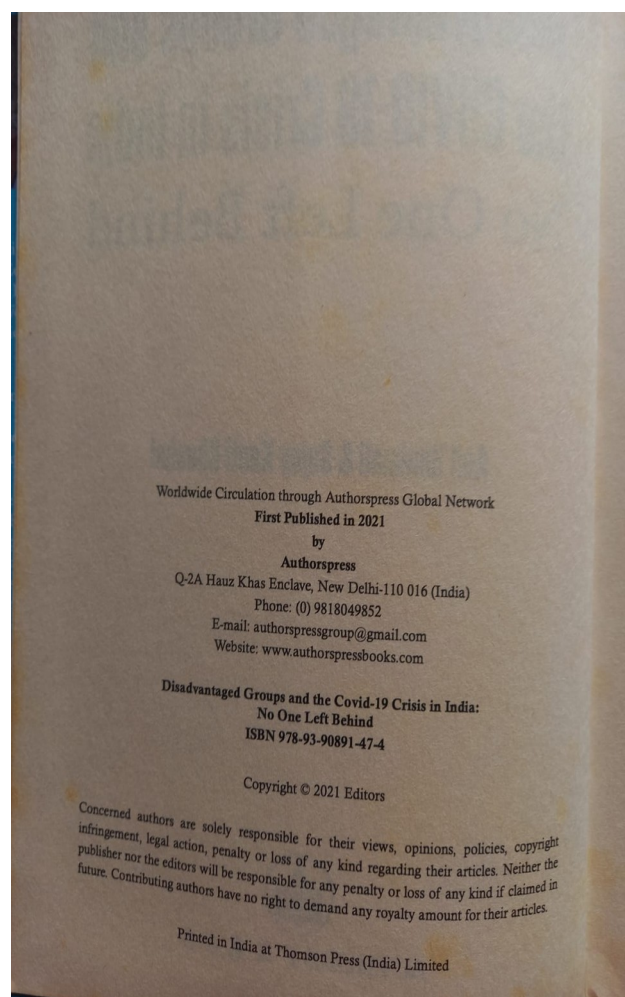 Worldwide Circulation through Authorspress Global Network
First Published in 2021
by
Authorspress
Q-2A Hauz Khas Enclave, New Delhi-110 016 (India)
Phone: (0) 9818049852
E-mail: authorspressgroup@gmail.com
Website: www.authorspressbooks.com
Disadvantaged Groups and the Covid-19 Crisis in India:
No One Left Behind
ISBN 978-93-90891-47-4
Copyright © 2021 Editors
Concerned authors are solely responsible for their views, opinions, policies, copyright
infringement, legal action, penalty or loss of any kind regarding their articles. Neither the
publisher nor the editors will be responsible for any penalty or loss of any kind if claimed in
future. Contributing authors have no right to demand any royalty amount for their articles.
Printed in India at Thomson Press (India) Limited